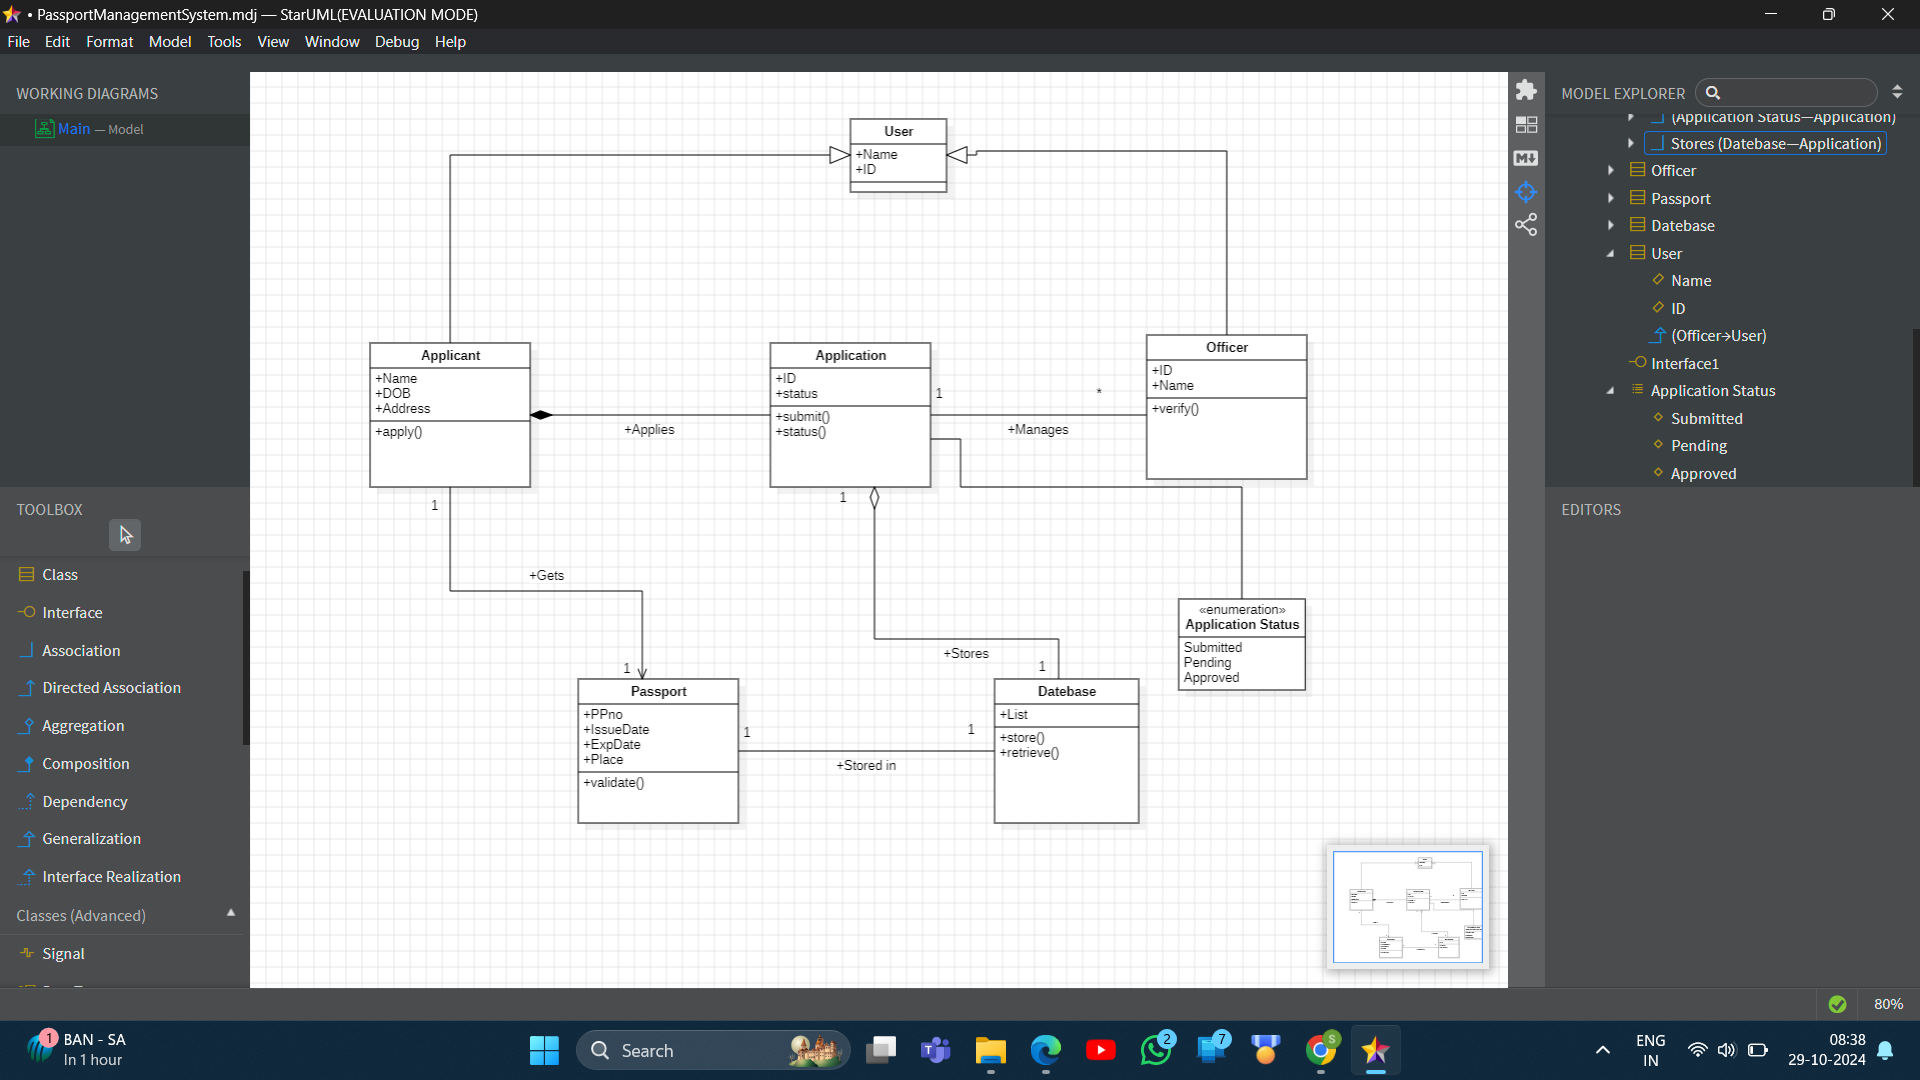 • PassportManagementSystem.mdj — StarUML(EVALUATION MODE)
File Edit Format Model Tools View Window Debug Help
WORKING DIAGRAMS
Main — Model
TOOLBOX
Class
Interface
Association
Directed Association
Aggregation
Composition
Dependency
Generalization
Interface Realization
Classes (Advanced)
Signal
User
+Name
+ID
Applicant
+Name
+DOB
+Address
+apply()
+Applies
Application
+ID
+status
+submit()
+status()
1
*
+Manages
Officer
+ID
+Name
+verify()
1
+Gets
1
1
+Stores
1
«enumeration»
Application Status
Submitted
Pending
Approved
Passport
+PPno
+IssueDate
+ExpDate
+Place
+validate()
1
1
+Stored in
Datebase
+List
+store()
+retrieve()
MODEL EXPLORER
(Application Status—Application)
Stores (Datebase—Application)
Officer
Passport
Datebase
User
Name
ID
(Officer→User)
Interface1
Application Status
Submitted
Pending
Approved
EDITORS
80%
1
BAN - SA
In 1 hour
Search
2
7
S
ENG
IN
08:38
29-10-2024